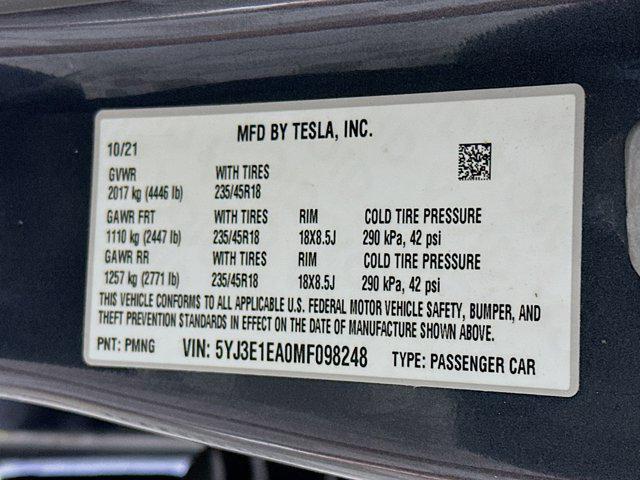 MFD BY TESLA, INC.
10/21
GVWR WITH TIRES
2017 kg (4446 lb) 235/45R18
GAWR FRT WITH TIRES RIM COLD TIRE PRESSURE
1110 kg (2447 lb) 235/45R18 18X8.5J 290 kPa, 42 psi
GAWR RR WITH TIRES RIM COLD TIRE PRESSURE
1257 kg (2771 lb) 235/45R18 18X8.5J 290 kPa, 42 psi
THIS VEHICLE CONFORMS TO ALL APPLICABLE U.S. FEDERAL MOTOR VEHICLE SAFETY, BUMPER, AND
THEFT PREVENTION STANDARDS IN EFFECT ON THE DATE OF MANUFACTURE SHOWN ABOVE.
PNT: PMNG VIN: 5YJ3E1EA0MF098248 TYPE: PASSENGER CAR